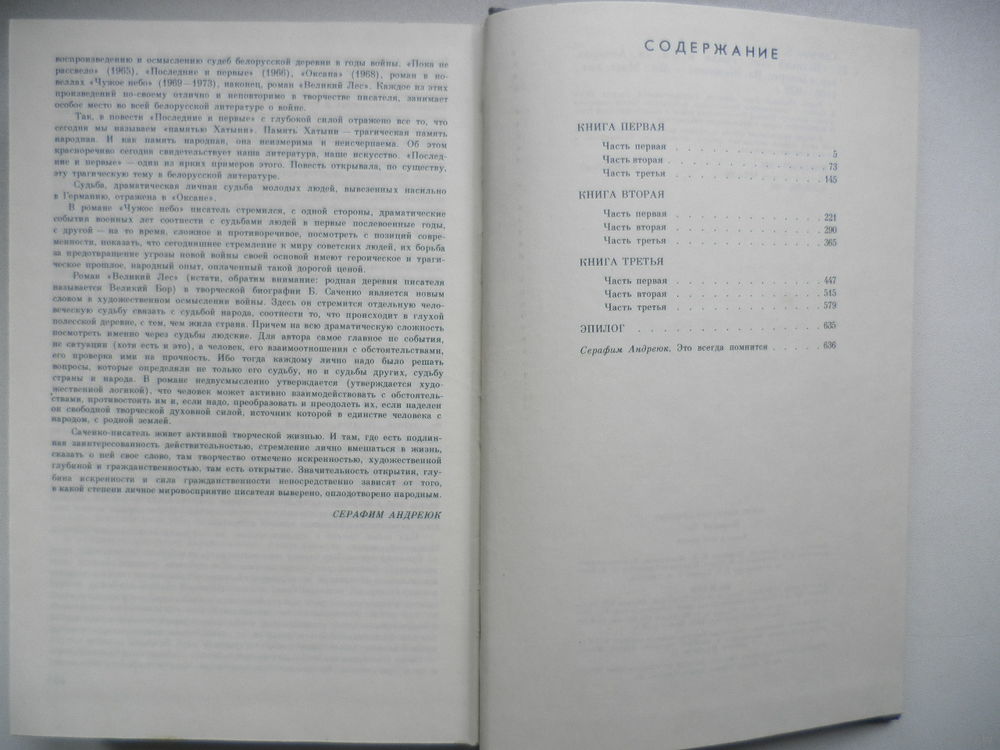 воспроизведению и осмыслению судеб белорусской деревни в годы войны. «Пока не
рассвело» (1965), «Последние и первые» (1966), «Оксана» (1968), роман в но-
веллах «Чужое небо» (1969—1973), наконец, роман «Великий Лес». Каждое из этих
произведений по-своему отлично и неповторимо в творчестве писателя, занимает
особое место во всей белорусской литературе о войне.
Так, в повести «Последние и первые» с глубокой силой отражено все то, что
сегодня мы называем «памятью Хатыни». Память Хатыни — трагическая память
народная. И как память народная, она неизмерима и неисчерпаема. Об этом
красноречиво сегодня свидетельствует наша литература, наше искусство. «Послед-
ние и первые» — один из ярких примеров этого. Повесть открывала, по существу,
эту трагическую тему в белорусской литературе.
Судьба, драматическая личная судьба молодых людей, вывезенных насильно
в Германию, отражена в «Оксане».
В романе «Чужое небо» писатель стремился, с одной стороны, драматические
события военных лет соотнести с судьбами людей в первые послевоенные годы,
с другой — на то время, сложное и противоречивое, посмотреть с позиций совре-
менности, показать, что сегодняшнее стремление к миру советских людей, их борьба
за предотвращение угрозы новой войны своей основой имеют героическое и траги-
ческое прошлое, народный опыт, оплаченный такой дорогой ценой.
Роман «Великий Лес» (кстати, обратим внимание: родная деревня писателя
называется Великий Бор) в творческой биографии Б. Саченко является новым
словом в художественном осмыслении войны. Здесь он стремится отдельную чело-
веческую судьбу связать с судьбой народа, соотнести то, что происходит в глухой
полесской деревне, с тем, чем жила страна. Причем на всю драматическую сложность
посмотреть именно через судьбы людские. Для автора самое главное не события,
не ситуации (хотя есть и это), а человек, его взаимоотношения с обстоятельствами,
его проверка ими на прочность. Ибо тогда каждому лично надо было решать
вопросы, которые определяли не только его судьбу, но и судьбы других, судьбу
страны и народа. В романе недвусмысленно утверждается (утверждается худо-
жественной логикой), что человек может активно взаимодействовать с обстоятель-
ствами, противостоять им и, если надо, преобразовать и преодолеть их, если наделен
он свободной творческой духовной силой, источник которой в единстве человека с
народом, с родной землей.
Саченко-писатель живет активной творческой жизнью. И там, где есть подлин-
ная заинтересованность действительностью, стремление лично вмешаться в жизнь,
сказать о ней свое слово, там творчество отмечено искренностью, художественной
глубиной и гражданственностью, там есть открытие. Значительность открытия, глу-
бина искренности и сила гражданственности непосредственно зависят от того,
в какой степени личное мировосприятие писателя выверено, оплодотворено народным.
СЕРАФИМ АНДРЕЮК
СОДЕРЖАНИЕ
КНИГА ПЕРВАЯ
Часть первая . . . . . . . . . . . . 5
Часть вторая . . . . . . . . . . . . 73
Часть третья . . . . . . . . . . . . 145
КНИГА ВТОРАЯ
Часть первая . . . . . . . . . . . . 221
Часть вторая . . . . . . . . . . . . 290
Часть третья . . . . . . . . . . . . 365
КНИГА ТРЕТЬЯ
Часть первая . . . . . . . . . . . . 447
Часть вторая . . . . . . . . . . . . 515
Часть третья . . . . . . . . . . . . 579
ЭПИЛОГ . . . . . . . . . . . . . . 635
Серафим Андреюк. Это всегда помнится . . . . . 636